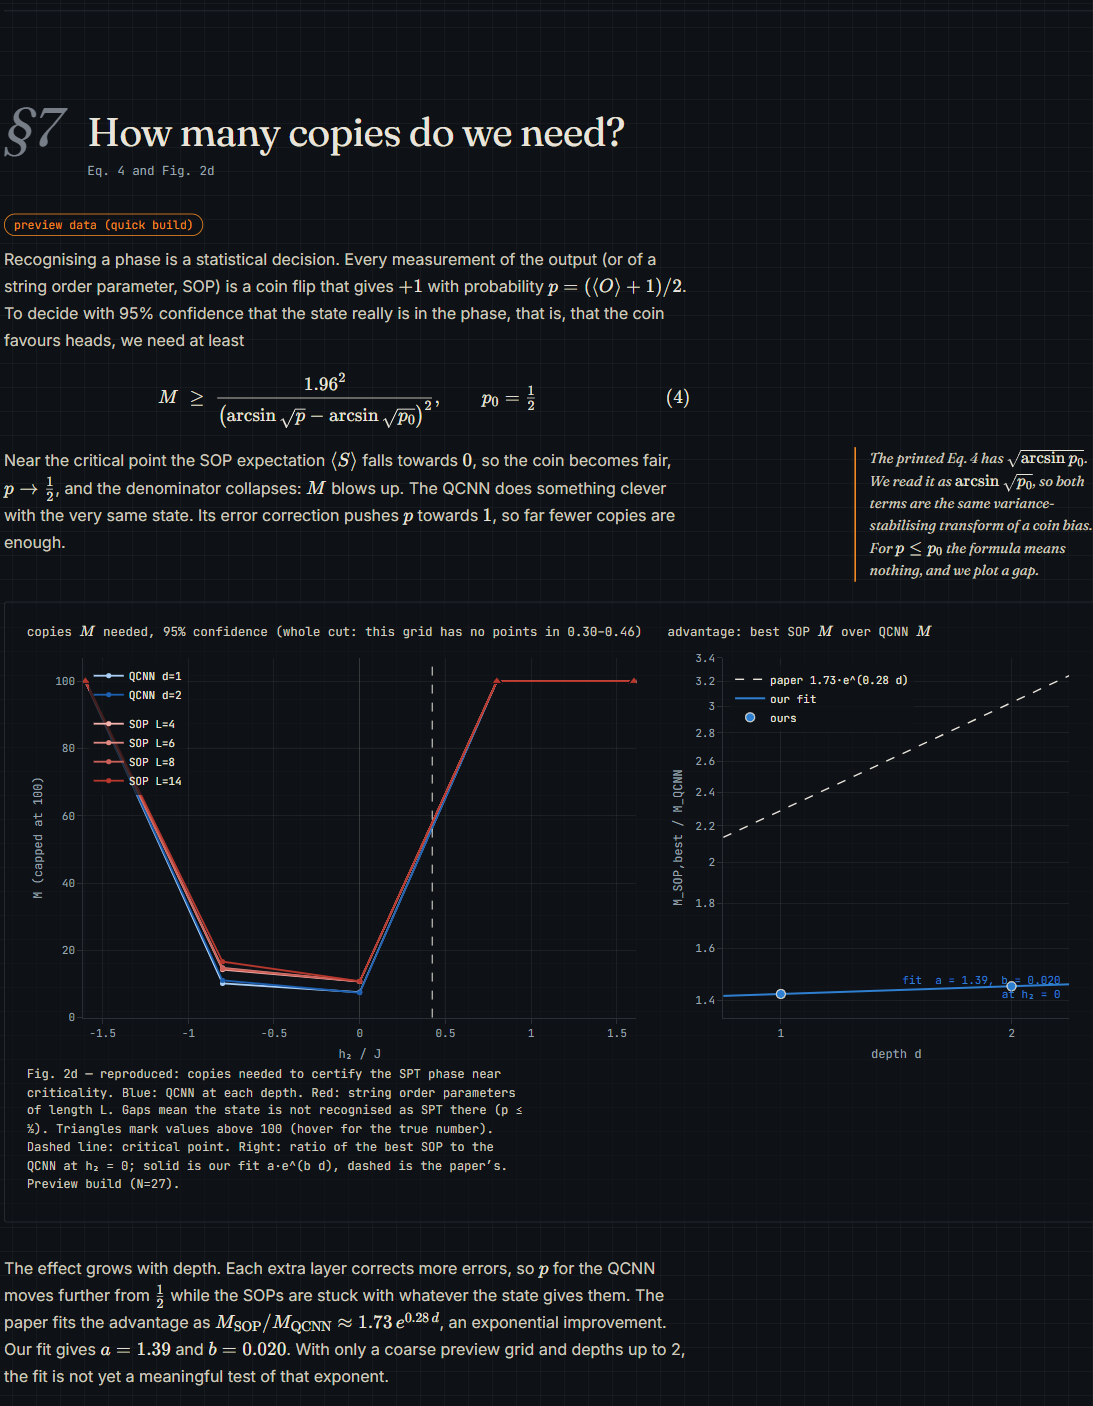 §7 How many copies do we need?
Eq. 4 and Fig. 2d
preview data (quick build)
Recognising a phase is a statistical decision. Every measurement of the output (or of a
string order parameter, SOP) is a coin flip that gives +1 with probability p = (⟨O⟩ + 1)/2.
To decide with 95% confidence that the state really is in the phase, that is, that the coin
favours heads, we need at least
M ≥ 1.96² / (arcsin √p − arcsin √p₀)², p₀ = 1/2 (4)
Near the critical point the SOP expectation ⟨S⟩ falls towards 0, so the coin becomes fair,
p → 1/2, and the denominator collapses: M blows up. The QCNN does something clever
with the very same state. Its error correction pushes p towards 1, so far fewer copies are
enough.
The printed Eq. 4 has √(arcsin p₀).
We read it as arcsin √p₀, so both
terms are the same variance-
stabilising transform of a coin bias.
For p ≤ p₀ the formula means
nothing, and we plot a gap.
copies M needed, 95% confidence (whole cut: this grid has no points in 0.30–0.46)
M (capped at 100)
100
80
60
40
20
0
QCNN d=1
QCNN d=2
SOP L=4
SOP L=6
SOP L=8
SOP L=14
-1.5 -1 -0.5 0 0.5 1 1.5
h₂ / J
advantage: best SOP M over QCNN M
M_SOP,best / M_QCNN
3.4
3.2
3
2.8
2.6
2.4
2.2
2
1.8
1.6
1.4
paper 1.73·e^(0.28 d)
our fit
ours
fit a = 1.39, b = 0.020
at h₂ = 0
1 2
depth d
Fig. 2d — reproduced: copies needed to certify the SPT phase near
criticality. Blue: QCNN at each depth. Red: string order parameters
of length L. Gaps mean the state is not recognised as SPT there (p ≤
½). Triangles mark values above 100 (hover for the true number).
Dashed line: critical point. Right: ratio of the best SOP to the
QCNN at h₂ = 0; solid is our fit a·e^(b d), dashed is the paper’s.
Preview build (N=27).
The effect grows with depth. Each extra layer corrects more errors, so p for the QCNN
moves further from 1/2 while the SOPs are stuck with whatever the state gives them. The
paper fits the advantage as M_SOP/M_QCNN ≈ 1.73 e^(0.28 d), an exponential improvement.
Our fit gives a = 1.39 and b = 0.020. With only a coarse preview grid and depths up to 2,
the fit is not yet a meaningful test of that exponent.